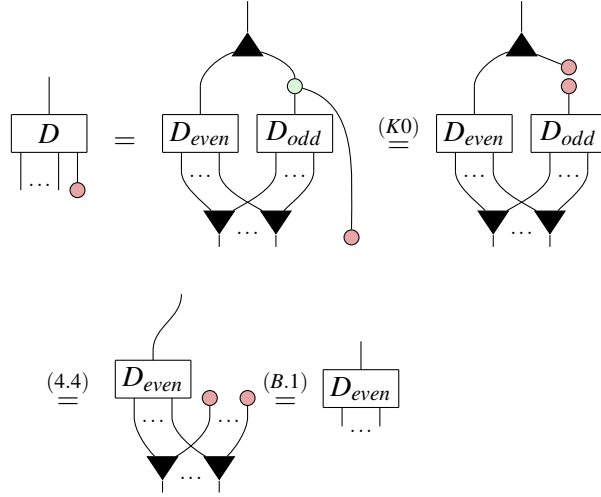 D = D_even D_odd (K0) = D_even D_odd
... ... ... ... ...
... ...
(4.4) = D_even (B.1) = D_even
... ... ...
...